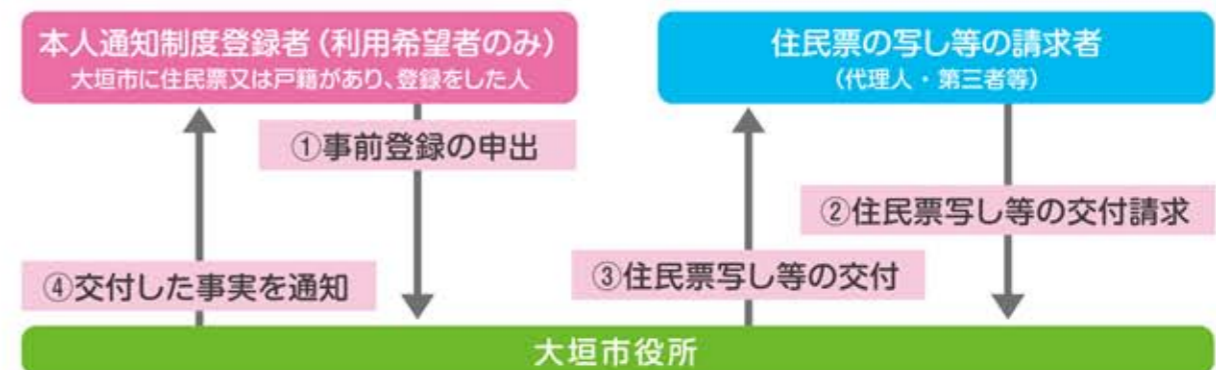 本人通知制度登録者（利用希望者のみ）
大垣市に住民票又は戸籍があり、登録をした人
住民票の写し等の請求者
（代理人・第三者等）
①事前登録の申出
②住民票写し等の交付請求
③住民票写し等の交付
④交付した事実を通知
大垣市役所